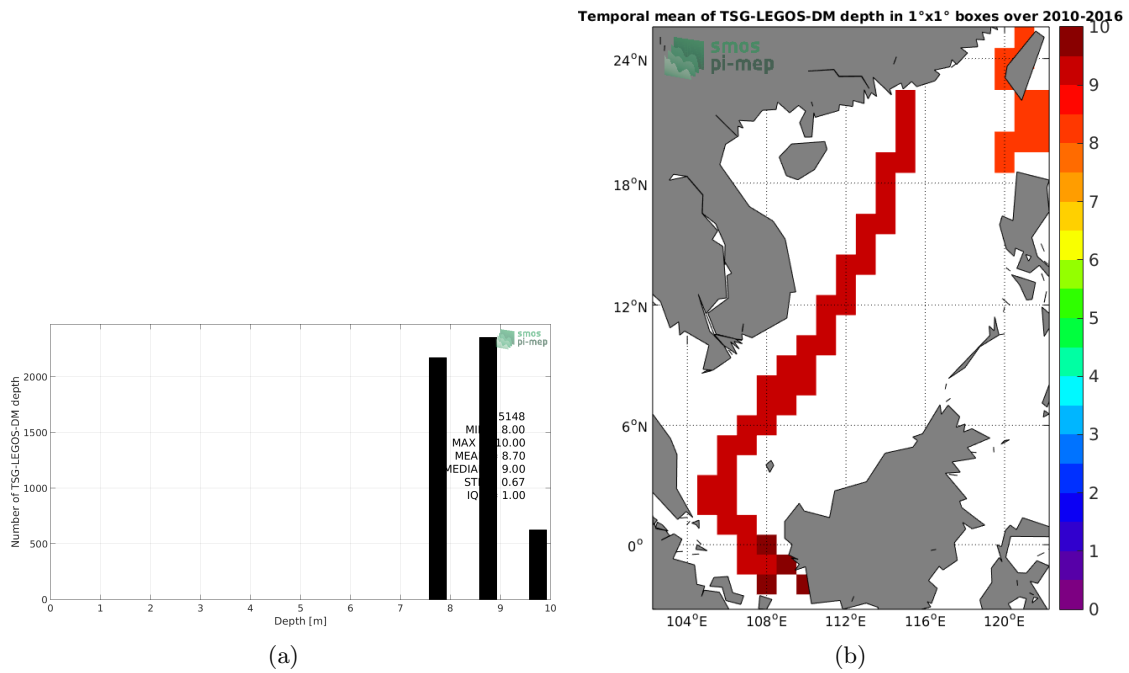 Temporal mean of TSG-LEGOS-DM depth in 1°x1° boxes over 2010-2016
smos
pi-mep
24°N
18°N
12°N
6°N
0°
104°E
108°E
112°E
116°E
120°E
10
9
8
7
6
5
4
3
2
1
0
smos
pi-mep
Number of TSG-LEGOS-DM depth
2000
1500
1000
500
0
5148
8.00
MAX
10.00
8.70
9.00
0.67
1.00
0
1
2
3
4
5
6
7
8
9
10
Depth [m]
(a)
(b)